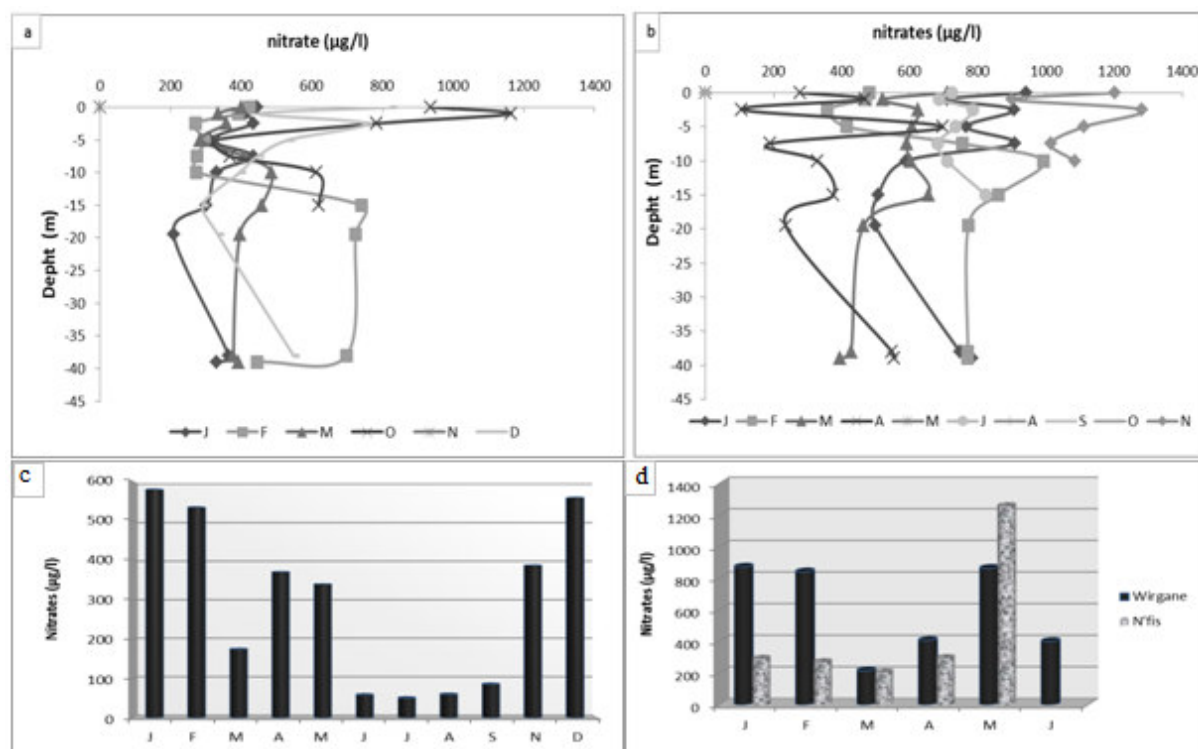 a
nitrate (µg/l)
0 200 400 600 800 1000 1200 1400
0
-5
-10
-15
-20
-25
-30
-35
-40
-45
Depht (m)
J F M O N D
b
nitrates (µg/l)
0 200 400 600 800 1000 1200 1400
0
-5
-10
-15
-20
-25
-30
-35
-40
-45
Depht (m)
J F M A M J A S O N
c
600
500
400
300
200
100
0
Nitrates (µg/l)
J F M A M J J A S N D
d
1400
1200
1000
800
600
400
200
0
Nitrates (µg/l)
J F M A M J
Wirgane
N'fis